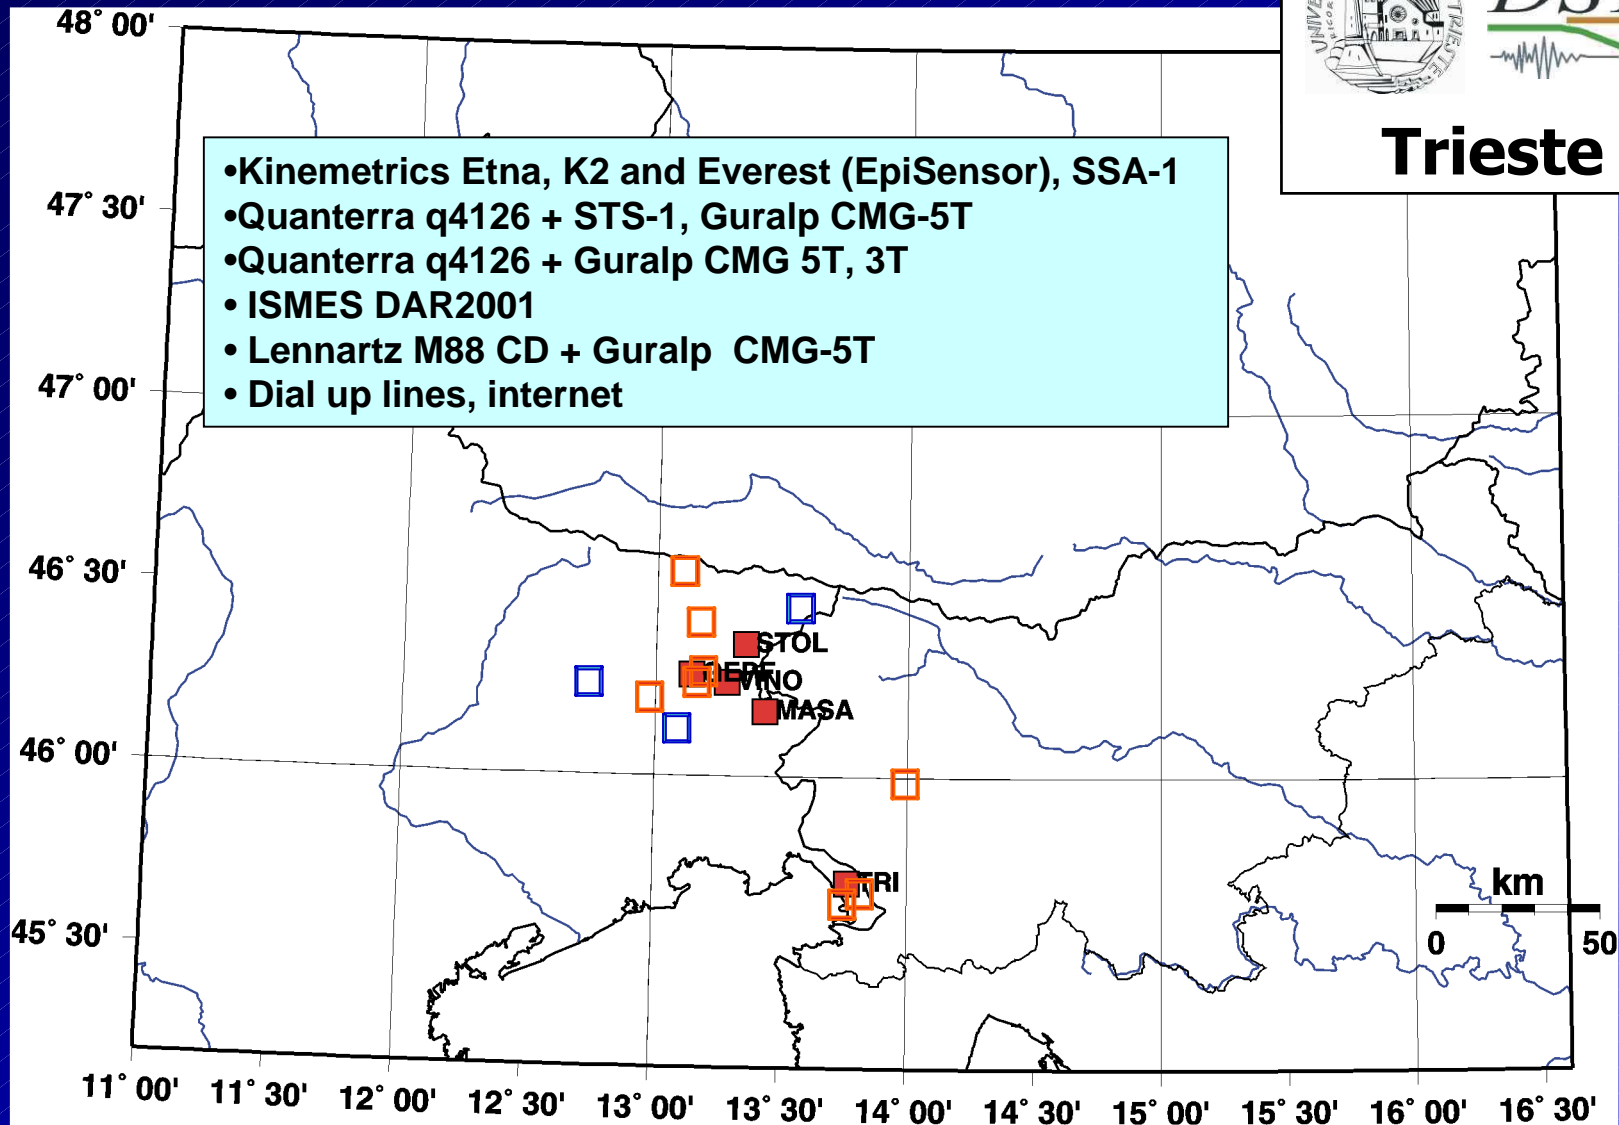 48° 00'
47° 30'
47° 00'
46° 30'
46° 00'
45° 30'
•Kinemetrics Etna, K2 and Everest (EpiSensor), SSA-1
•Quanterra q4126 + STS-1, Guralp CMG-5T
•Quanterra q4126 + Guralp CMG 5T, 3T
• ISMES DAR2001
• Lennartz M88 CD + Guralp CMG-5T
• Dial up lines, internet
TRIESTE
Trieste
STOL
VINO
MASA
TRI
km
0 50
11° 00' 11° 30' 12° 00' 12° 30' 13° 00' 13° 30' 14° 00' 14° 30' 15° 00' 15° 30' 16° 00' 16° 30'